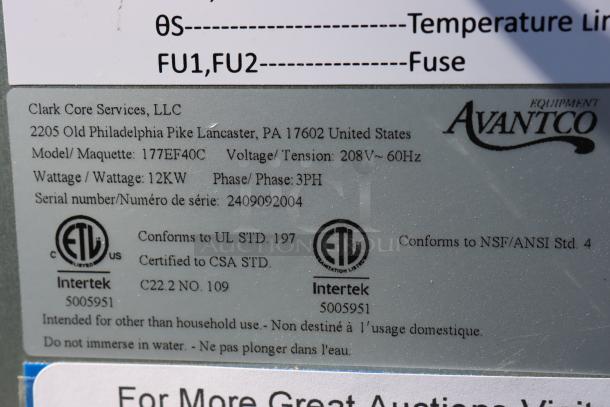 θS------------------------Temperature Lim
FU1,FU2----------------Fuse
Clark Core Services, LLC
2205 Old Philadelphia Pike Lancaster, PA 17602 United States
EQUIPMENT
AVANTCO
Model/ Maquette: 177EF40C Voltage/ Tension: 208V~ 60Hz
Wattage / Wattage: 12KW Phase/ Phase: 3PH
Serial number/Numéro de série: 2409092004
C ETL US
LISTED
Intertek
5005951
Conforms to UL STD. 197
Certified to CSA STD.
C22.2 NO. 109
ETL
SANITATION LISTED
Intertek
5005951
Conforms to NSF/ANSI Std. 4
Intended for other than household use.- Non destiné à l'usage domestique.
Do not immerse in water. - Ne pas plonger dans l'eau.
For More Great Auctions Visit